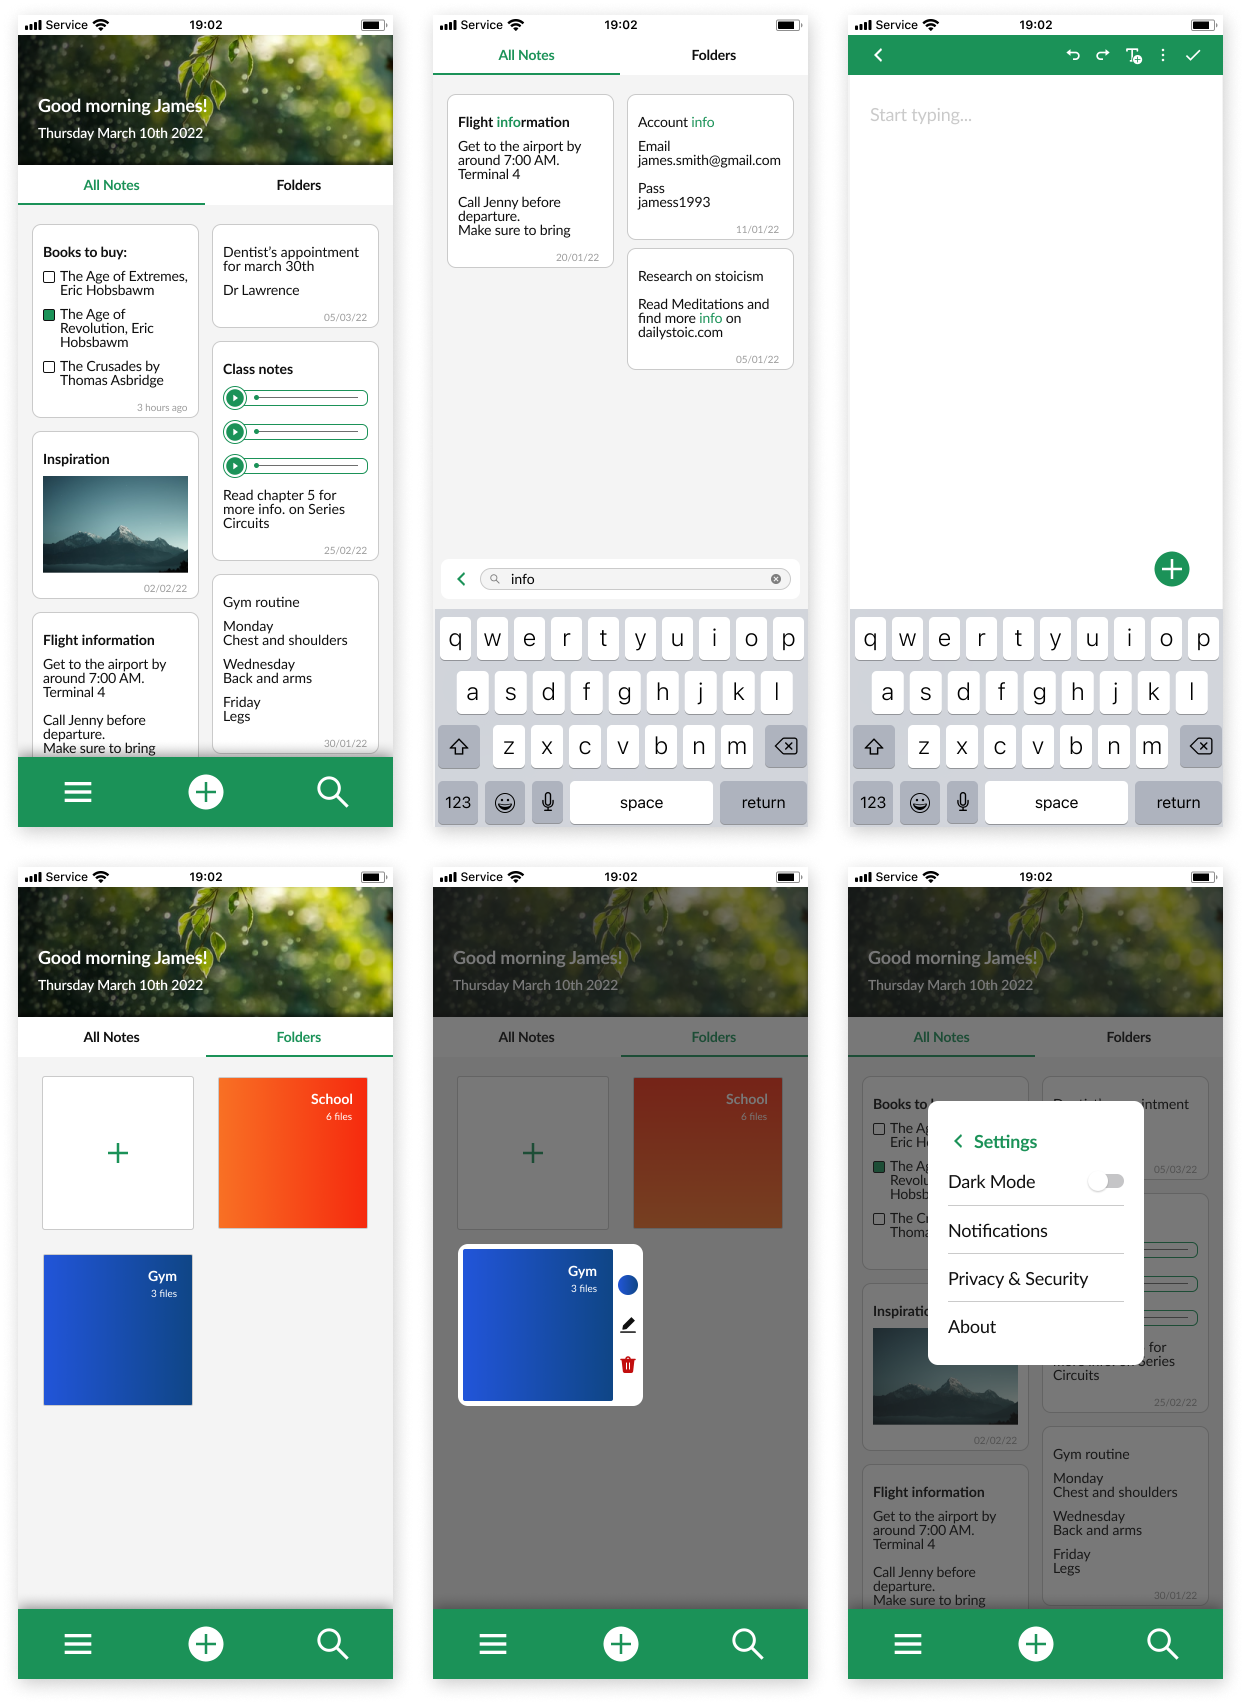 Service 19:02
Good morning James!
Thursday March 10th 2022
All Notes Folders
Books to buy:
The Age of Extremes,
Eric Hobsbawm
The Age of
Revolution, Eric
Hobsbawm
The Crusades by
Thomas Asbridge
3 hours ago
Inspiration
02/02/22
Flight information
Get to the airport by
around 7:00 AM.
Terminal 4
Call Jenny before
departure.
Make sure to bring
Dentist's appointment
for march 30th
Dr Lawrence
05/03/22
Class notes
Read chapter 5 for
more info. on Series
Circuits
25/02/22
Gym routine
Monday
Chest and shoulders
Wednesday
Back and arms
Friday
Legs
30/01/22
Service 19:02
All Notes Folders
Flight information
Get to the airport by
around 7:00 AM.
Terminal 4
Call Jenny before
departure.
Make sure to bring
20/01/22
Account info
Email
james.smith@gmail.com
Pass
jamess1993
11/01/22
Research on stoicism
Read Meditations and
find more info on
dailystoic.com
05/01/22
info
q w e r t y u i o p
a s d f g h j k l
z x c v b n m
123 space return
Service 19:02
Start typing...
q w e r t y u i o p
a s d f g h j k l
z x c v b n m
123 space return
Service 19:02
Good morning James!
Thursday March 10th 2022
All Notes Folders
School
6 files
Gym
3 files
Service 19:02
Good morning James!
Thursday March 10th 2022
All Notes Folders
School
6 files
Gym
3 files
Service 19:02
Good morning James!
Thursday March 10th 2022
All Notes Folders
Books to
The
Eric
The
The
Inspiratio
02/02/22
Flight information
Get to the airport by
around 7:00 AM.
Terminal 4
Call Jenny before
departure.
Make sure to bring
Settings
Dark Mode
Notifications
Privacy & Security
About
05/03/22
for
Series
Circuits
25/02/22
Gym routine
Monday
Chest and shoulders
Wednesday
Back and arms
Friday
Legs
30/01/22